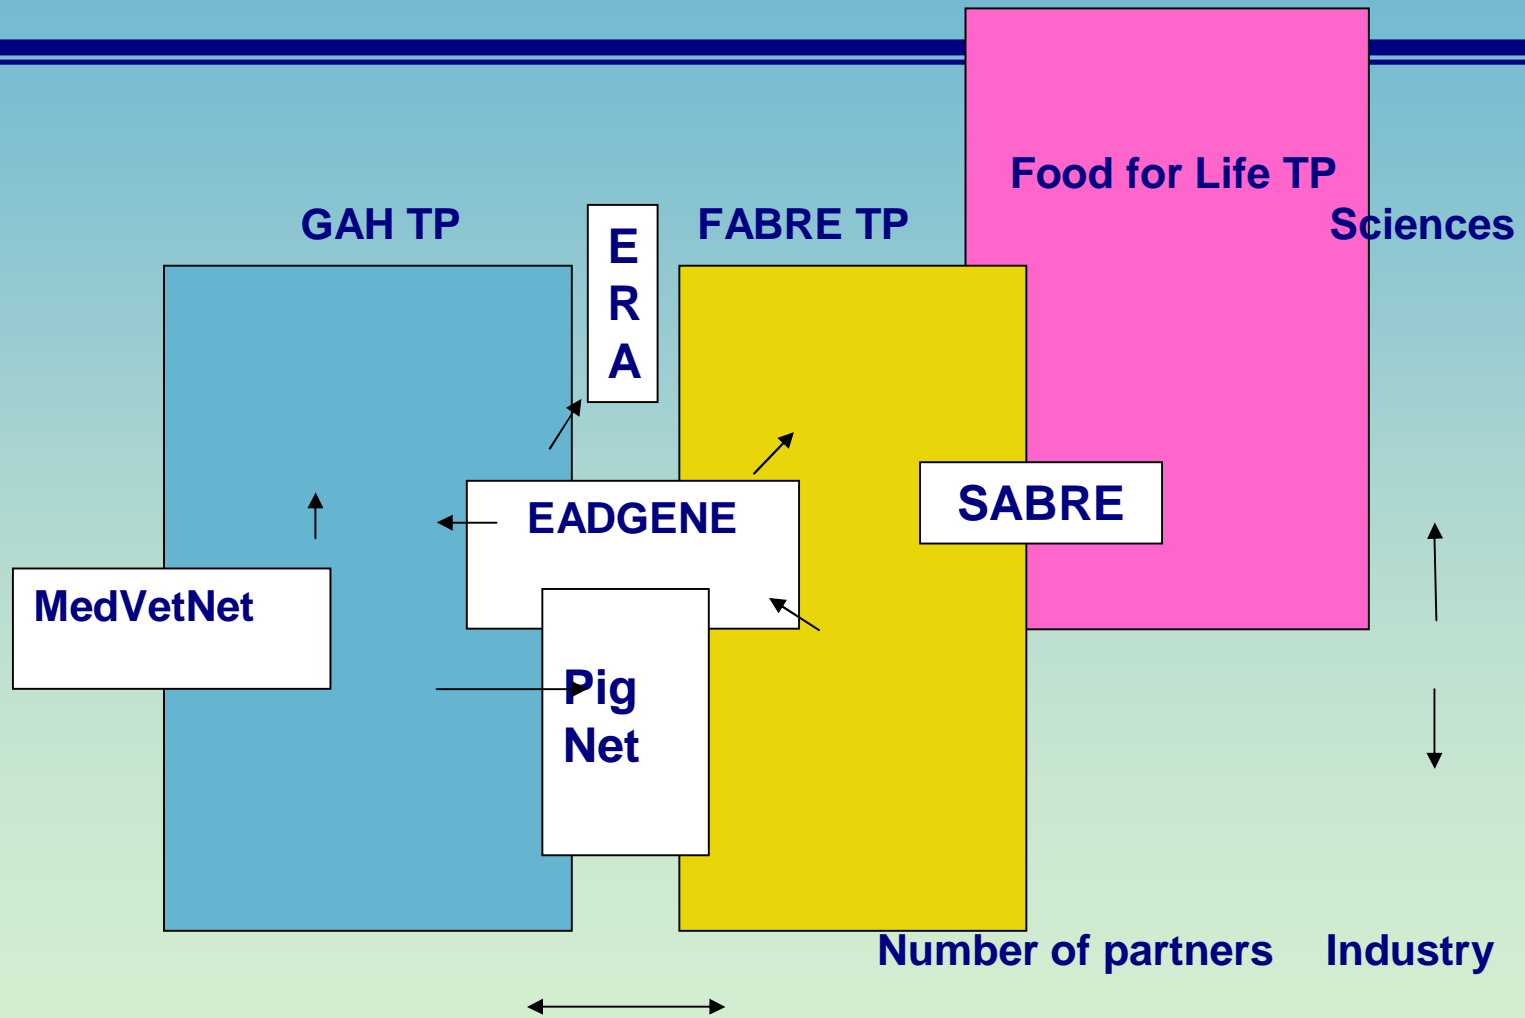 Food for Life TP
GAH TP
E
R
A
FABRE TP
Sciences
EADGENE
SABRE
MedVetNet
Pig
Net
Number of partners
Industry